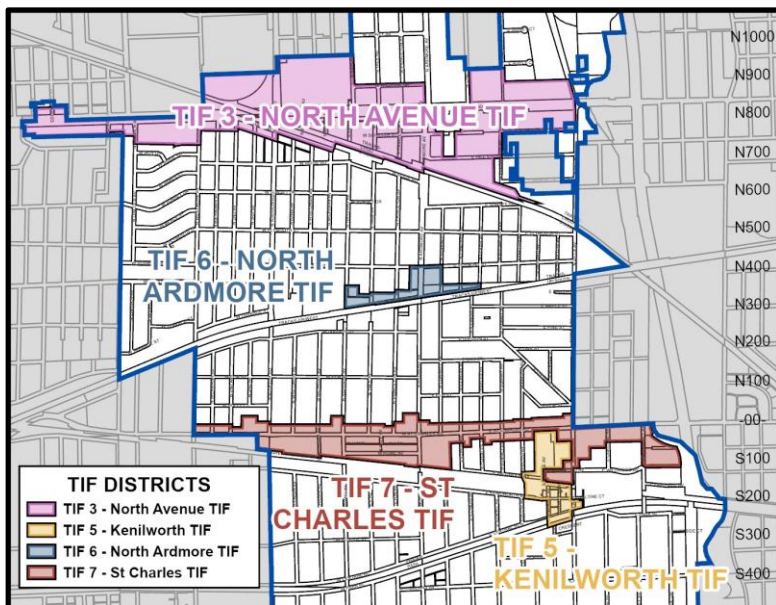 N1000
N900
N800
N700
N600
N500
N400
N300
N200
N100
-00-
S100
S200
S300
S400
TIF 3 - NORTH AVENUE TIF
TIF 6 - NORTH
ARDMORE TIF
TIF 7 - ST
CHARLES TIF
TIF 5 -
KENILWORTH TIF
TIF DISTRICTS
TIF 3 - North Avenue TIF
TIF 5 - Kenilworth TIF
TIF 6 - North Ardmore TIF
TIF 7 - St Charles TIF